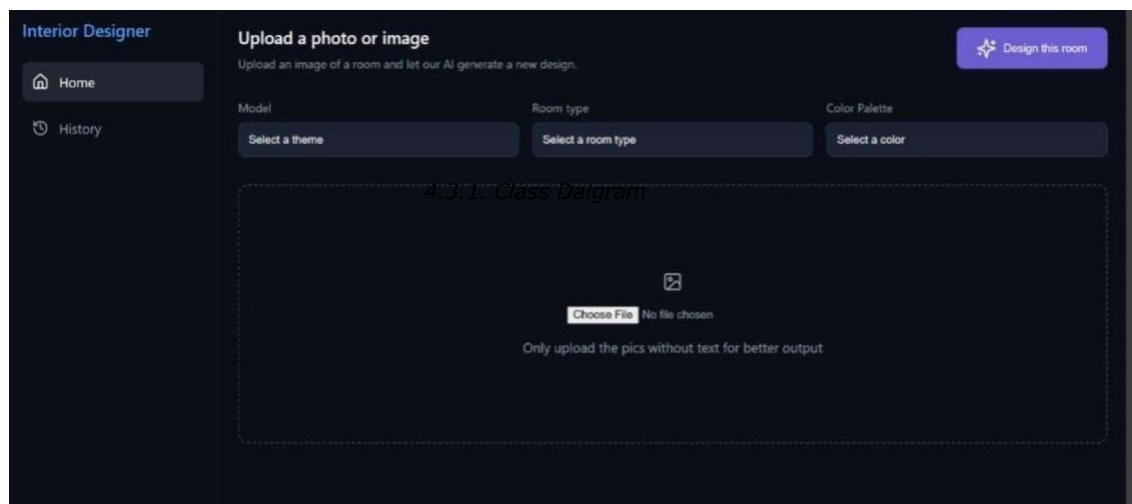 Interior Designer
Home
History
Upload a photo or image
Upload an image of a room and let our AI generate a new design.
Design this room
Model
Room type
Color Palette
Select a theme
Select a room type
Select a color
4.3.1. Class Daigram
Choose File No file chosen
Only upload the pics without text for better output